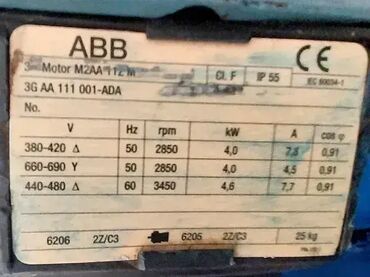 ABB
CE
3~ Motor M2AA 112 M
Cl. F
IP 55
IEC 60034-1
3G AA 111 001-ADA
No.
V Hz rpm kW A cos φ
380-420 Δ 50 2850 4,0 7,8 0,91
660-690 Y 50 2850 4,0 4,5 0,91
440-480 Δ 60 3450 4,6 7,7 0,91
6206 2Z/C3 6205 2Z/C3 25 kg